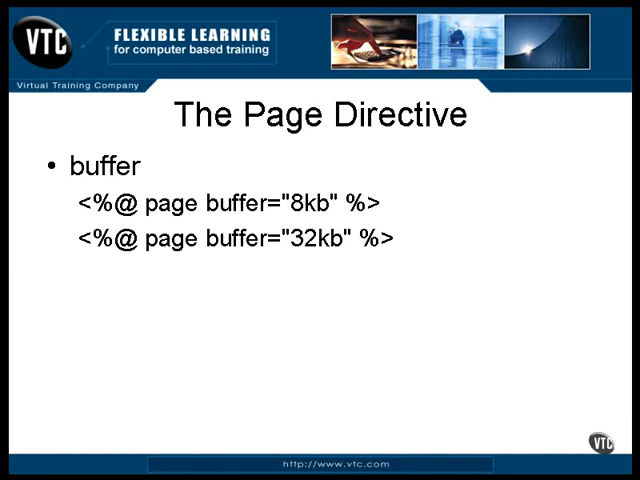 VTC
FLEXIBLE LEARNING
for computer based training
Virtual Training Company
The Page Directive
• buffer
<%@ page buffer="8kb" %>
<%@ page buffer="32kb" %>
VTC
http://www.vtc.com